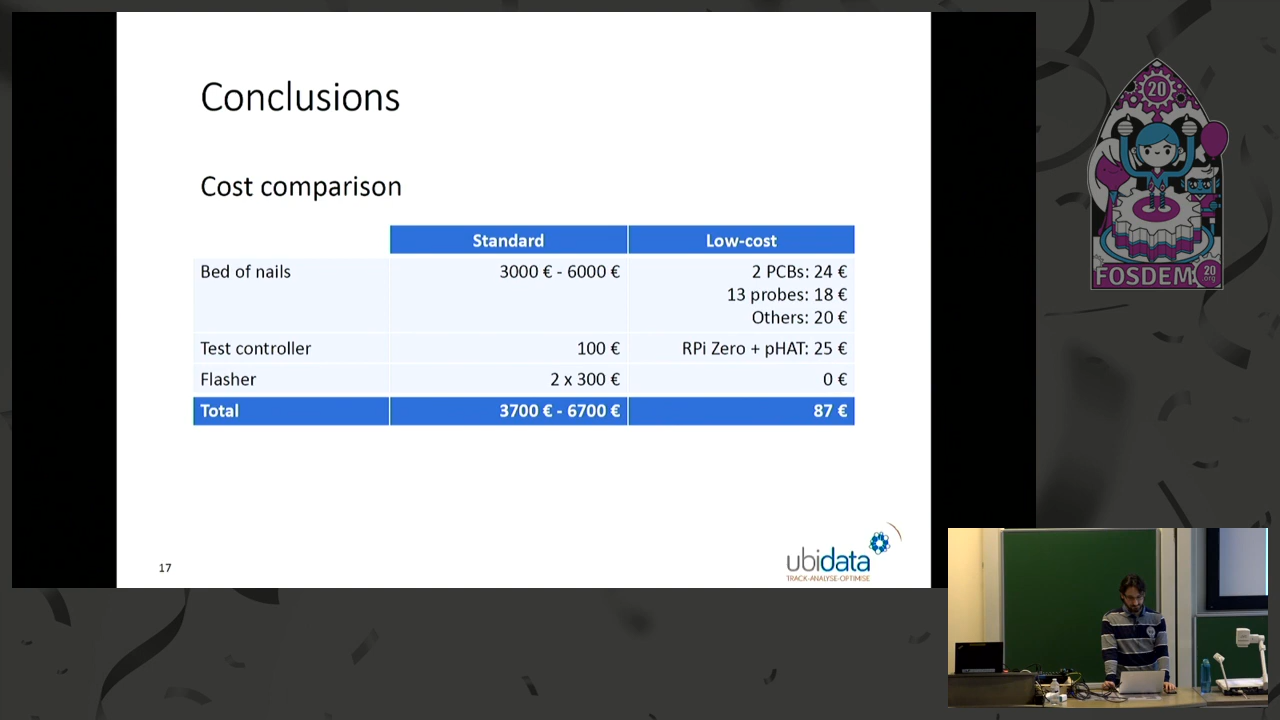 Conclusions
Cost comparison
Standard Low-cost
Bed of nails 3000 € - 6000 € 2 PCBs: 24 €
13 probes: 18 €
Others: 20 €
Test controller 100 € RPi Zero + pHAT: 25 €
Flasher 2 x 300 € 0 €
Total 3700 € - 6700 € 87 €
17
ubidata
TRACK-ANALYSE-OPTIMISE
20
FOSDEM
20
.org